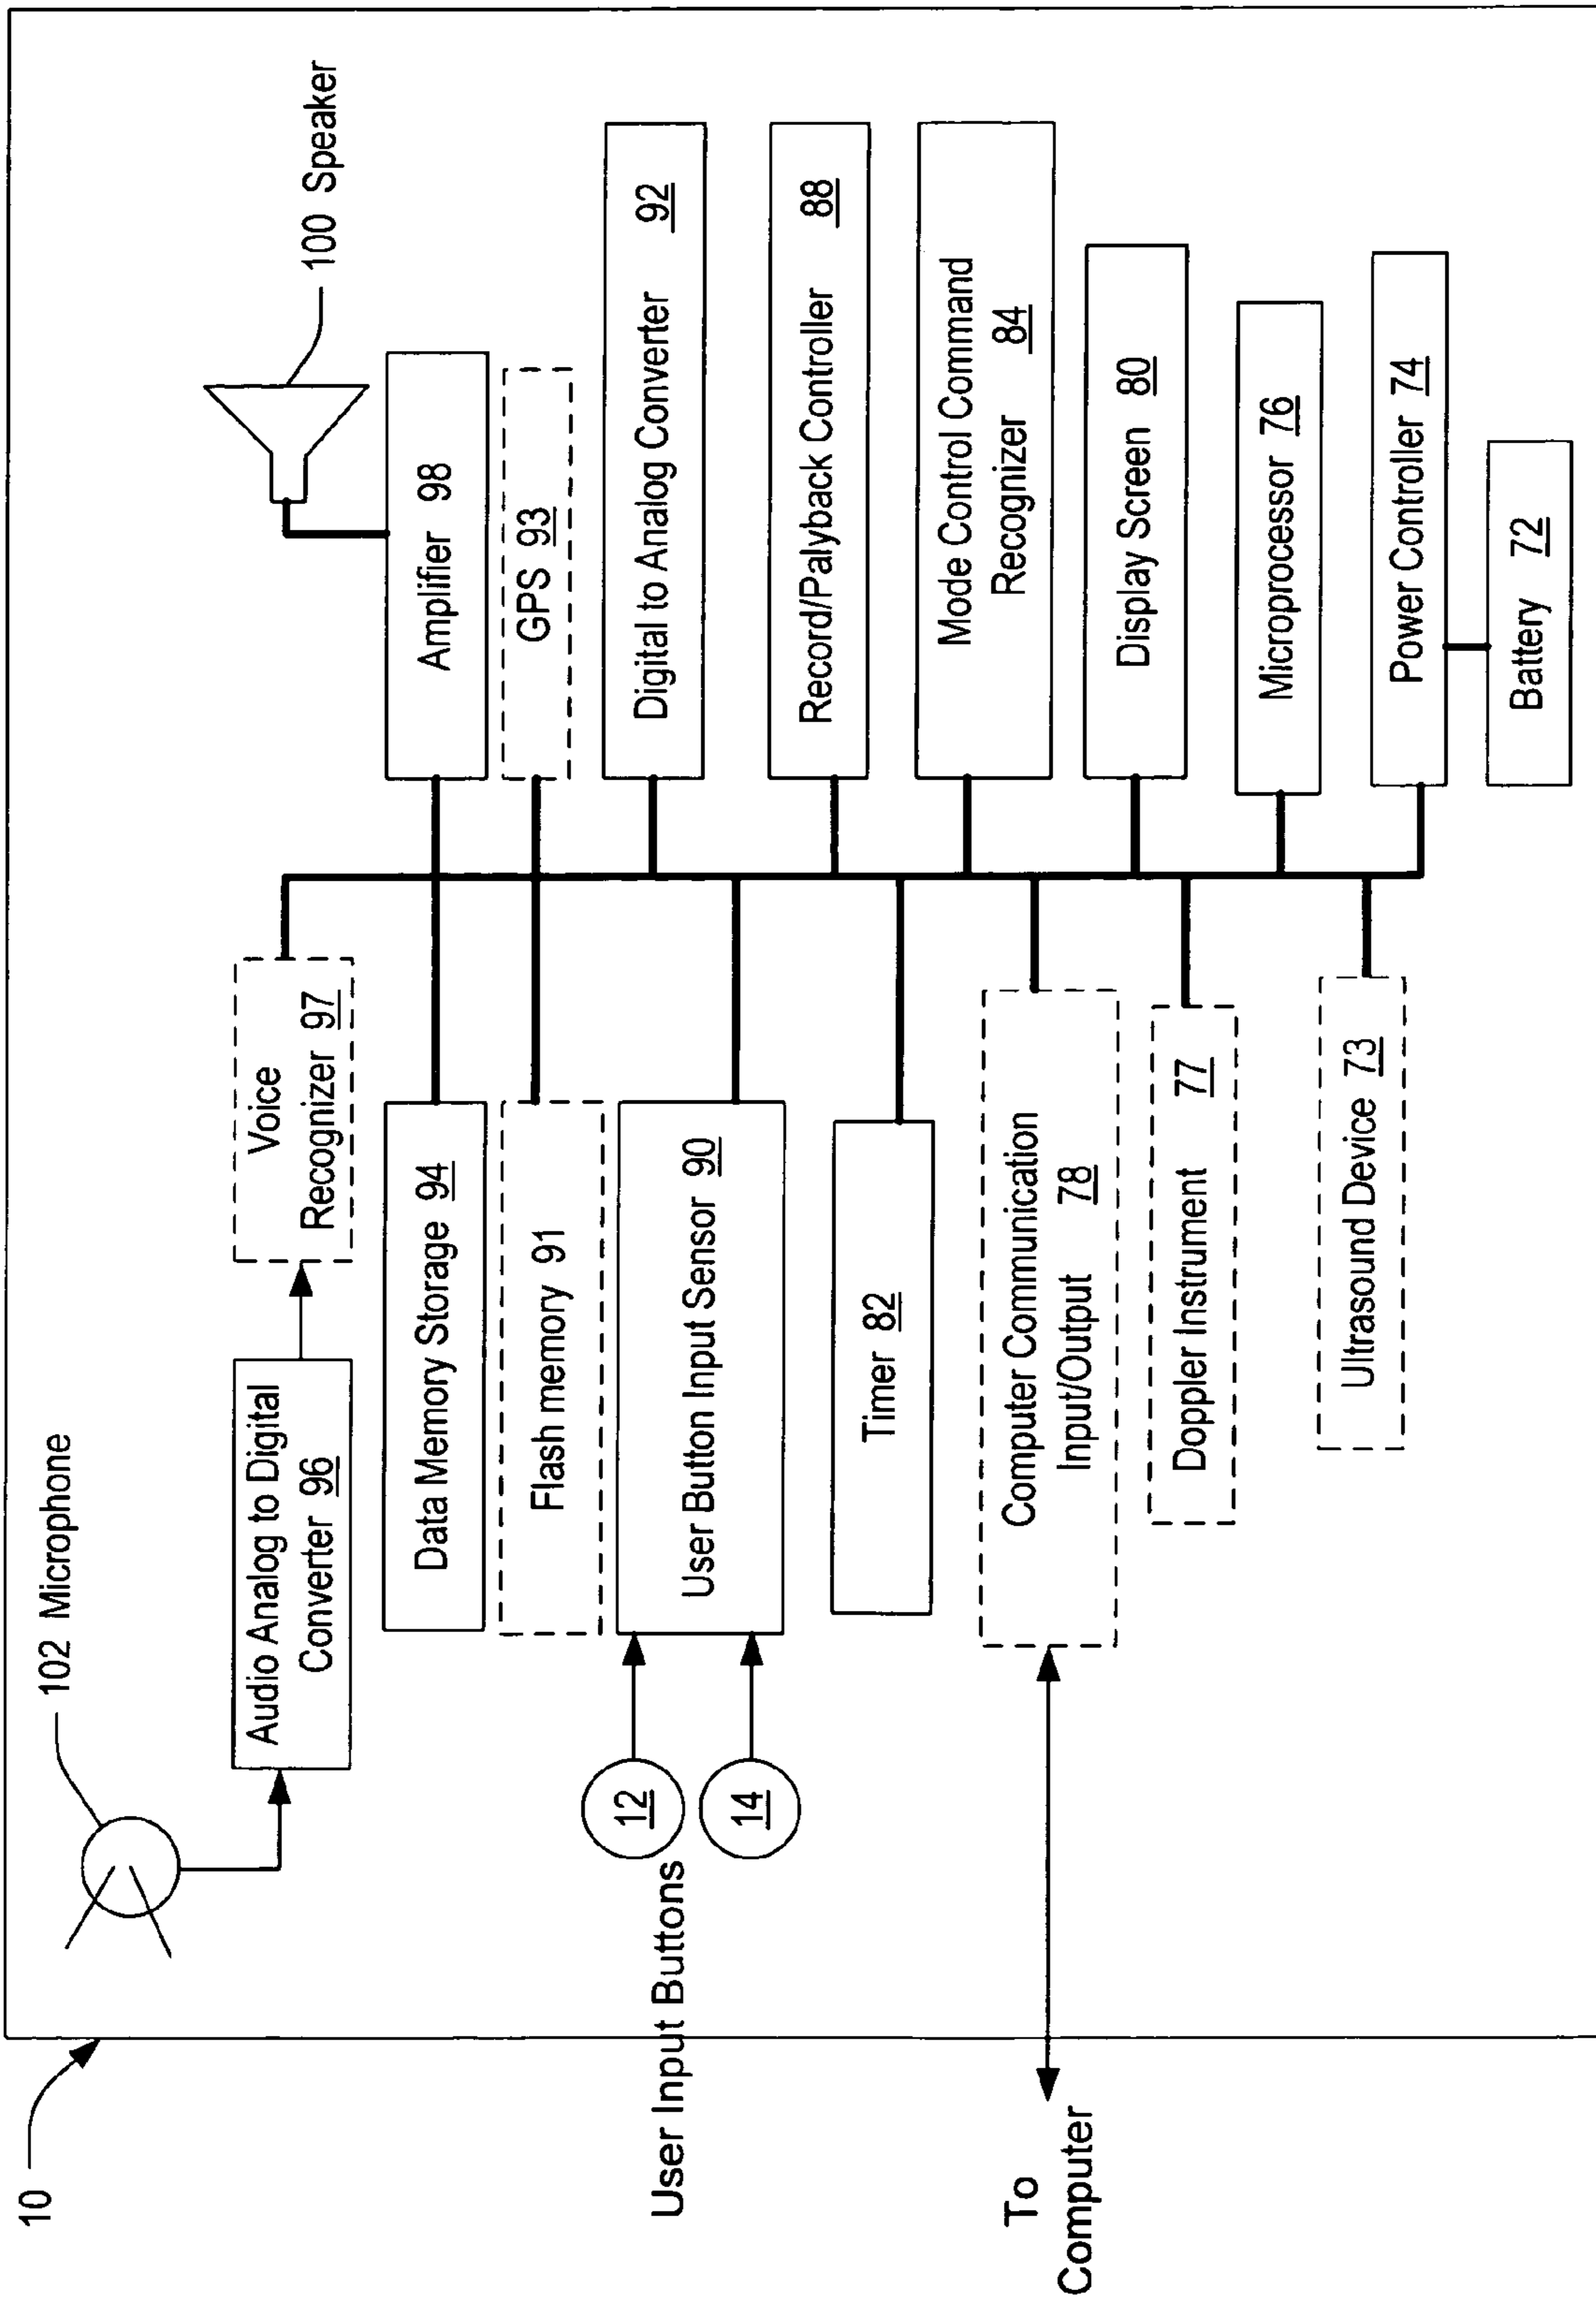 10
102 Microphone
100 Speaker
Audio Analog to Digital
Converter 96
Voice
Recognizer 97
Data Memory Storage 94
Amplifier 98
Flash memory 91
GPS 93
User Input Buttons
12
14
User Button Input Sensor 90
Digital to Analog Converter 92
Record/Palyback Controller 88
Timer 82
Mode Control Command
Recognizer 84
To
Computer
Computer Communication
Input/Output 78
Display Screen 80
Doppler Instrument 77
Microprocessor 76
Ultrasound Device 73
Power Controller 74
Battery 72